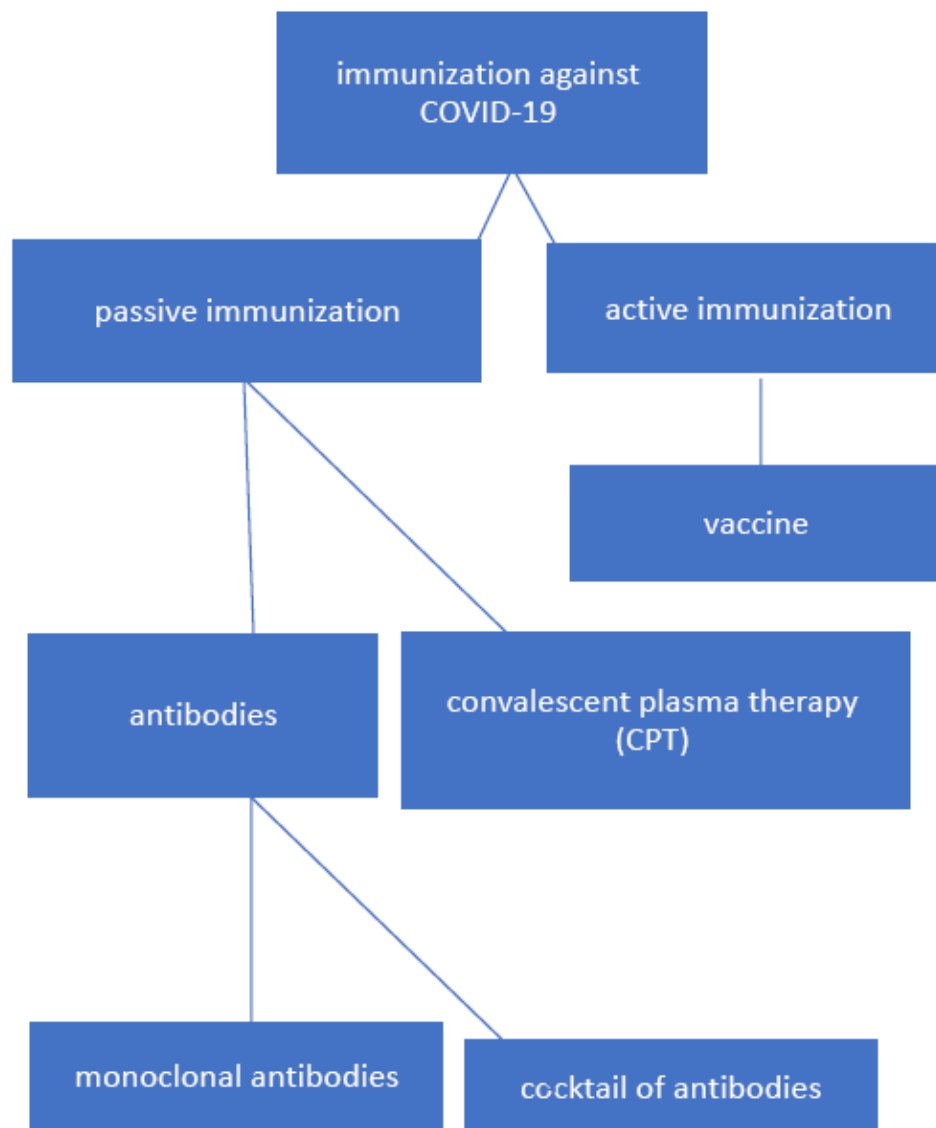 immunization against
COVID-19
passive immunization
active immunization
vaccine
antibodies
convalescent plasma therapy
(CPT)
monoclonal antibodies
cocktail of antibodies